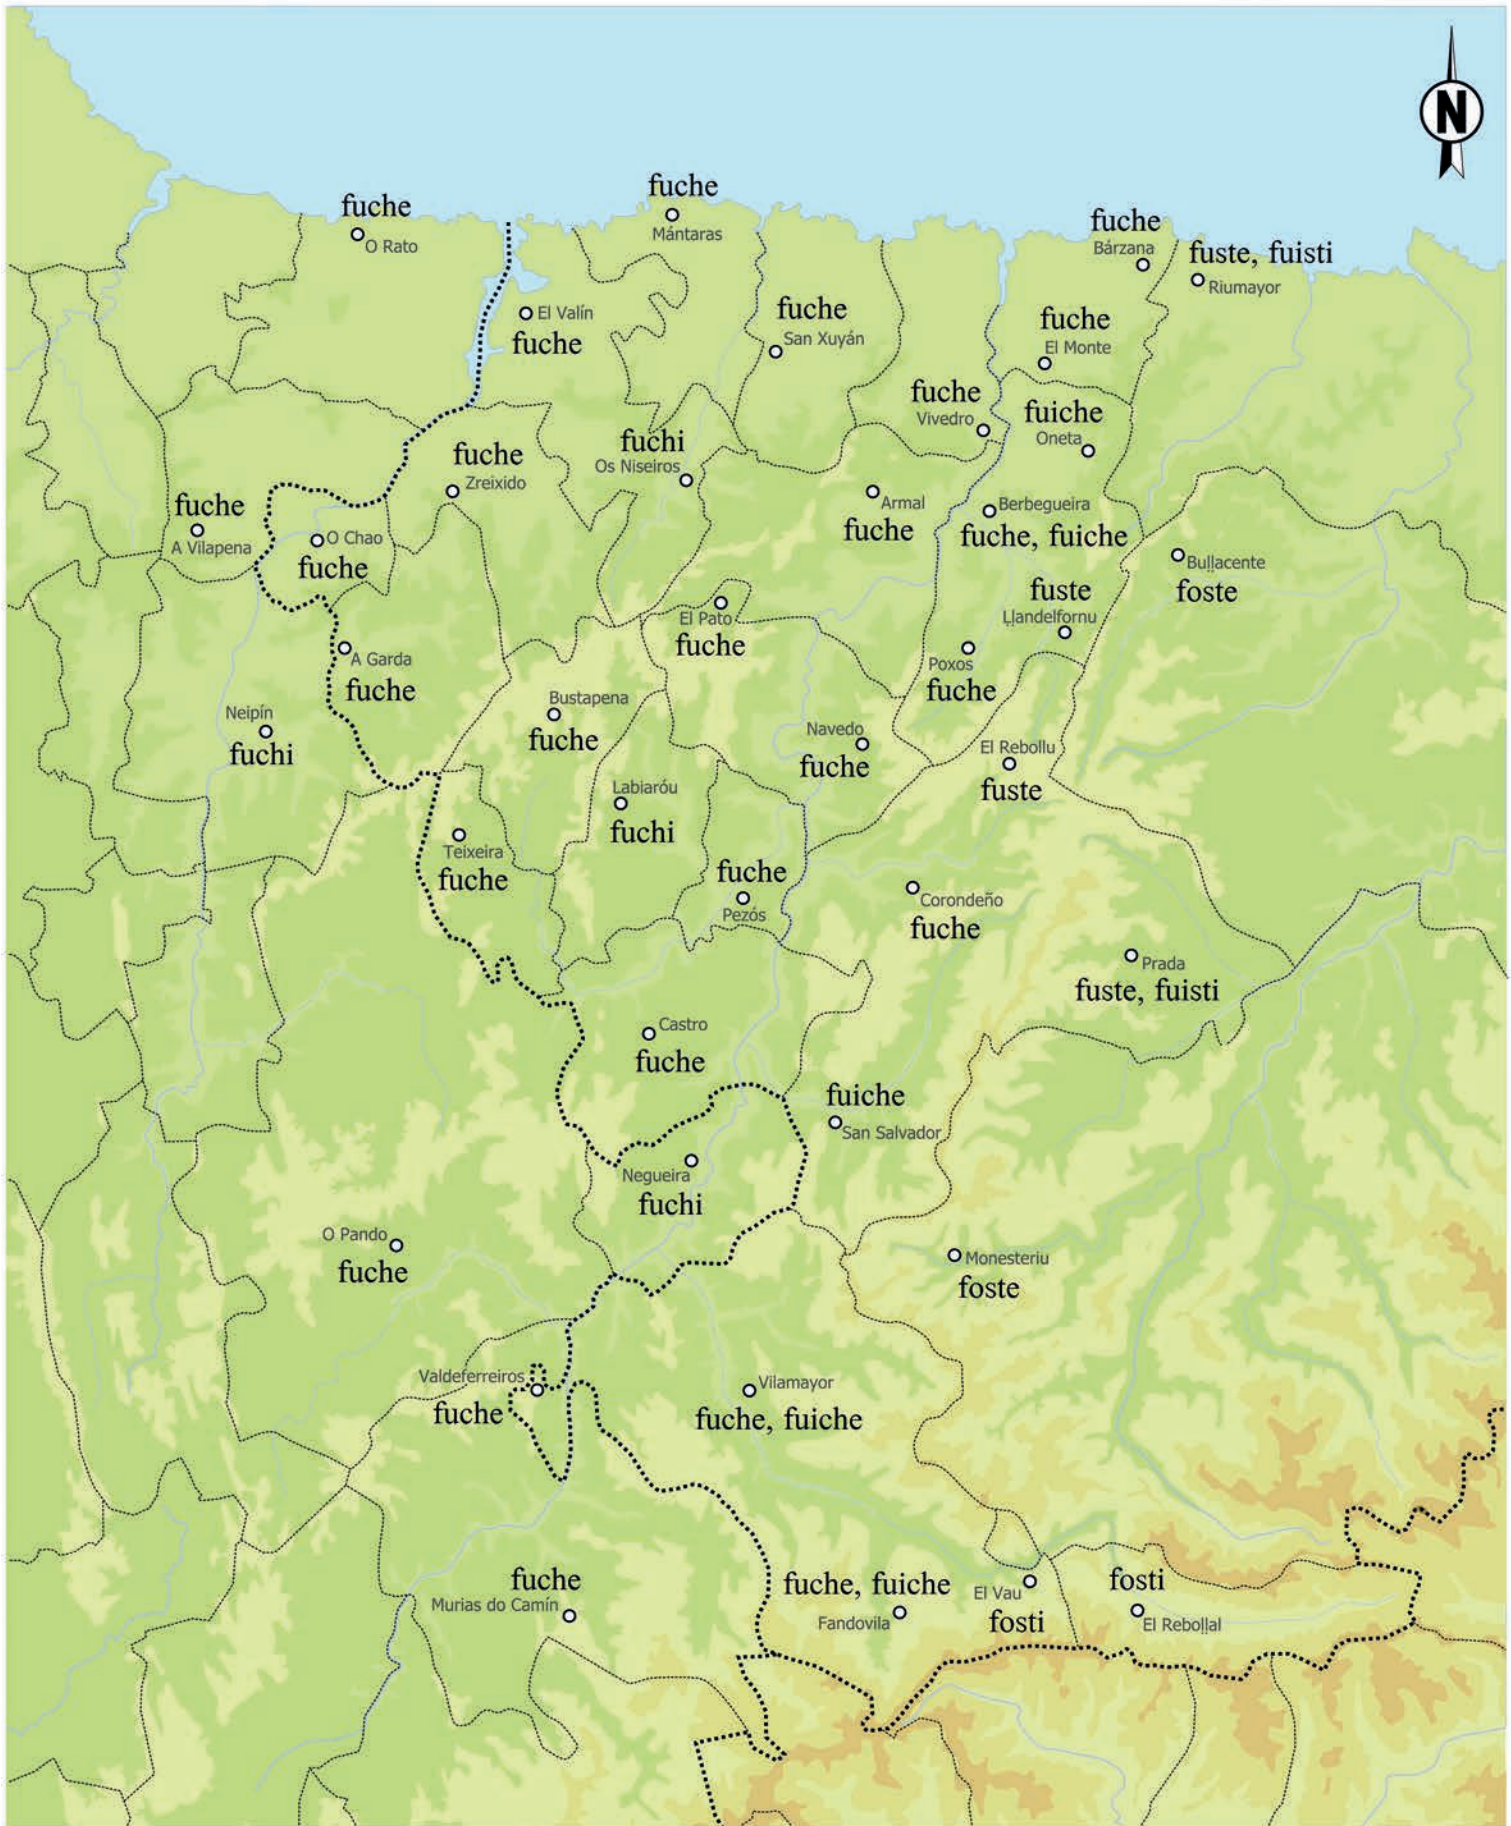 N
fuche
Mántaras
fuche
O Rato
fuche
Bárzana
fuste, fuisti
Riumayor
El Valín
fuche
fuche
San Xuyán
fuche
El Monte
fuche
Vivedro
fuiche
Oneta
fuchi
Os Niseiros
fuche
Zreixido
fuche
A Vilapena
Armal
fuche
Berbegueira
fuche, fuiche
O Chao
fuche
Buḷḷacente
foste
fuste
Ḷḷandelfornu
El Pato
fuche
A Garda
fuche
Poxos
fuche
Bustapena
fuche
Neipín
fuchi
Navedo
fuche
El Rebollu
fuste
Labiaróu
fuchi
Teixeira
fuche
fuche
Pezós
Corondeño
fuche
Prada
fuste, fuisti
Castro
fuche
fuiche
San Salvador
Negueira
fuchi
O Pando
fuche
Monesteriu
foste
Valdeferreiros
fuche
Vilamayor
fuche, fuiche
fuche
Murias do Camín
fuche, fuiche
Fandovila
El Vau
fosti
fosti
El Reboḷḷal